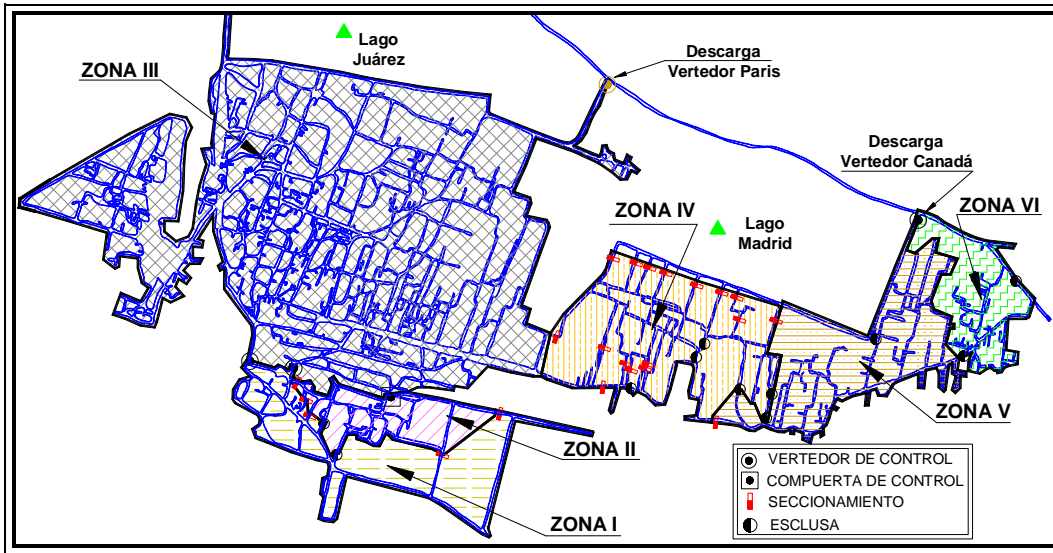 Lago
Juárez
ZONA III
Descarga
Vertedor Paris
Descarga
Vertedor Canadá
ZONA VI
ZONA IV
Lago
Madrid
ZONA V
ZONA II
ZONA I
VERTEDOR DE CONTROL
COMPUERTA DE CONTROL
SECCIONAMIENTO
ESCLUSA